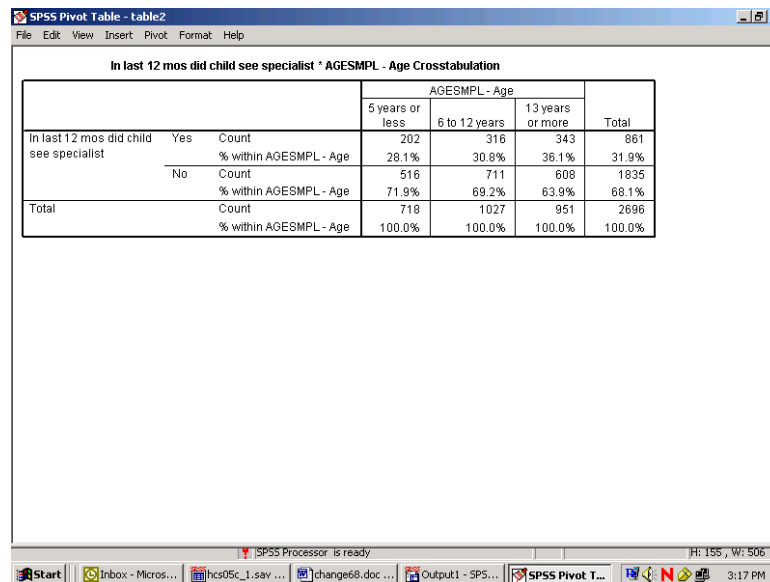 SPSS Pivot Table - table2
File Edit View Insert Pivot Format Help
In last 12 mos did child see specialist * AGESMPL - Age Crosstabulation
AGESMPL - Age
5 years or less 6 to 12 years 13 years or more Total
In last 12 mos did child see specialist Yes Count 202 316 343 861
% within AGESMPL - Age 28.1% 30.8% 36.1% 31.9%
No Count 516 711 608 1835
% within AGESMPL - Age 71.9% 69.2% 63.9% 68.1%
Total Count 718 1027 951 2696
% within AGESMPL - Age 100.0% 100.0% 100.0% 100.0%
SPSS Processor is ready H: 155 , W: 506
Start Inbox - Micros... hcs05c_1.sav ... change68.doc ... Output1 - SPS... SPSS Pivot T... N 3:17 PM